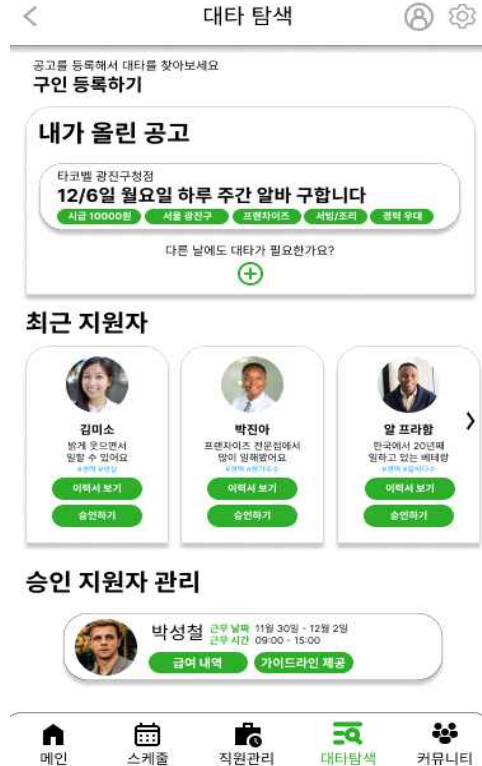 대타 탐색
공고를 등록해서 대타를 찾아보세요
구인 등록하기
내가 올린 공고
타코벨 광진구청점
12/6일 월요일 하루 주간 알바 구합니다
시급 10000원 서울 광진구 프랜차이즈 서빙/조리 경력 우대
다른 날에도 대타가 필요한가요?
최근 지원자
김미소
밝게 웃으면서
일할 수 있어요
이력서 보기
승인하기
박진아
프랜차이즈 전문점에서
많이 일해봤어요
이력서 보기
승인하기
알 프라함
한국에서 20년째
일하고 있는 베테랑
이력서 보기
승인하기
승인 지원자 관리
박성철
근무 날짜 11월 30일 - 12월 2일
근무 시간 09:00 - 15:00
급여 내역 가이드라인 제공
메인 스케줄 직원관리 대타탐색 커뮤니티